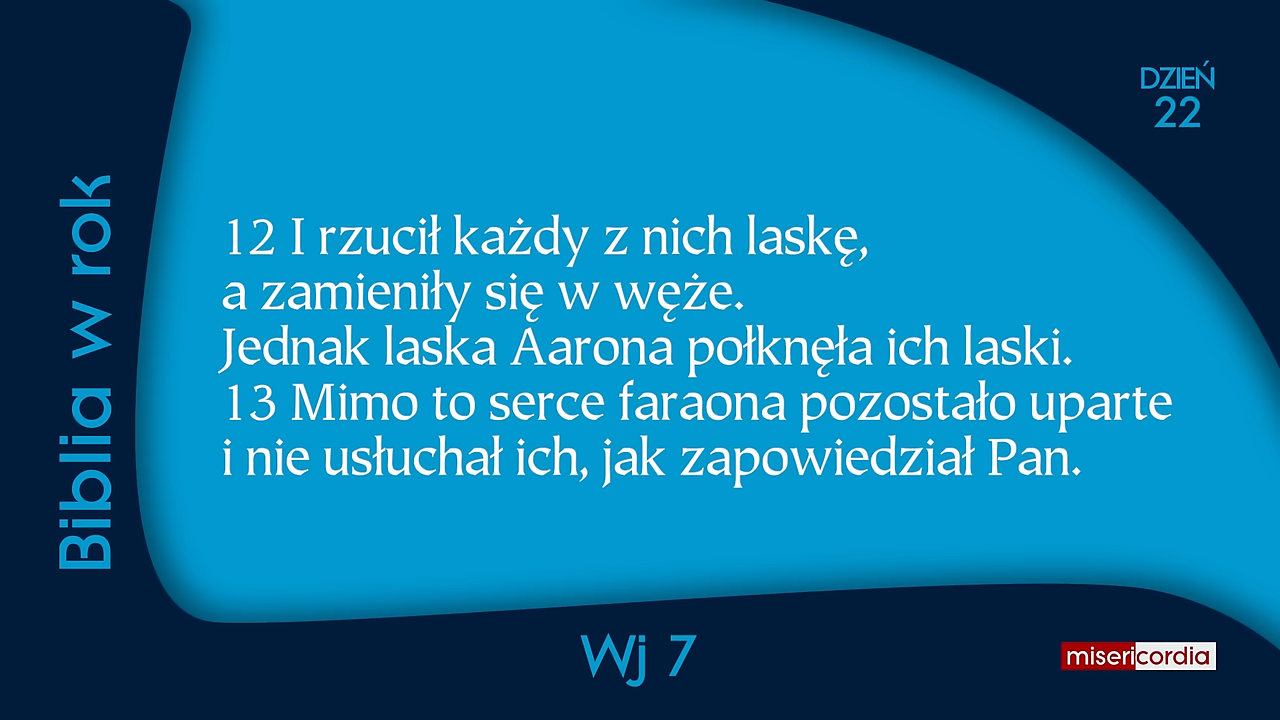 DZIEŃ
22
Biblia w rok
12 I rzucił każdy z nich laskę,
a zamieniły się w węże.
Jednak laska Aarona połknęła ich laski.
13 Mimo to serce faraona pozostało uparte
i nie usłuchał ich, jak zapowiedział Pan.
Wj 7
misericordia